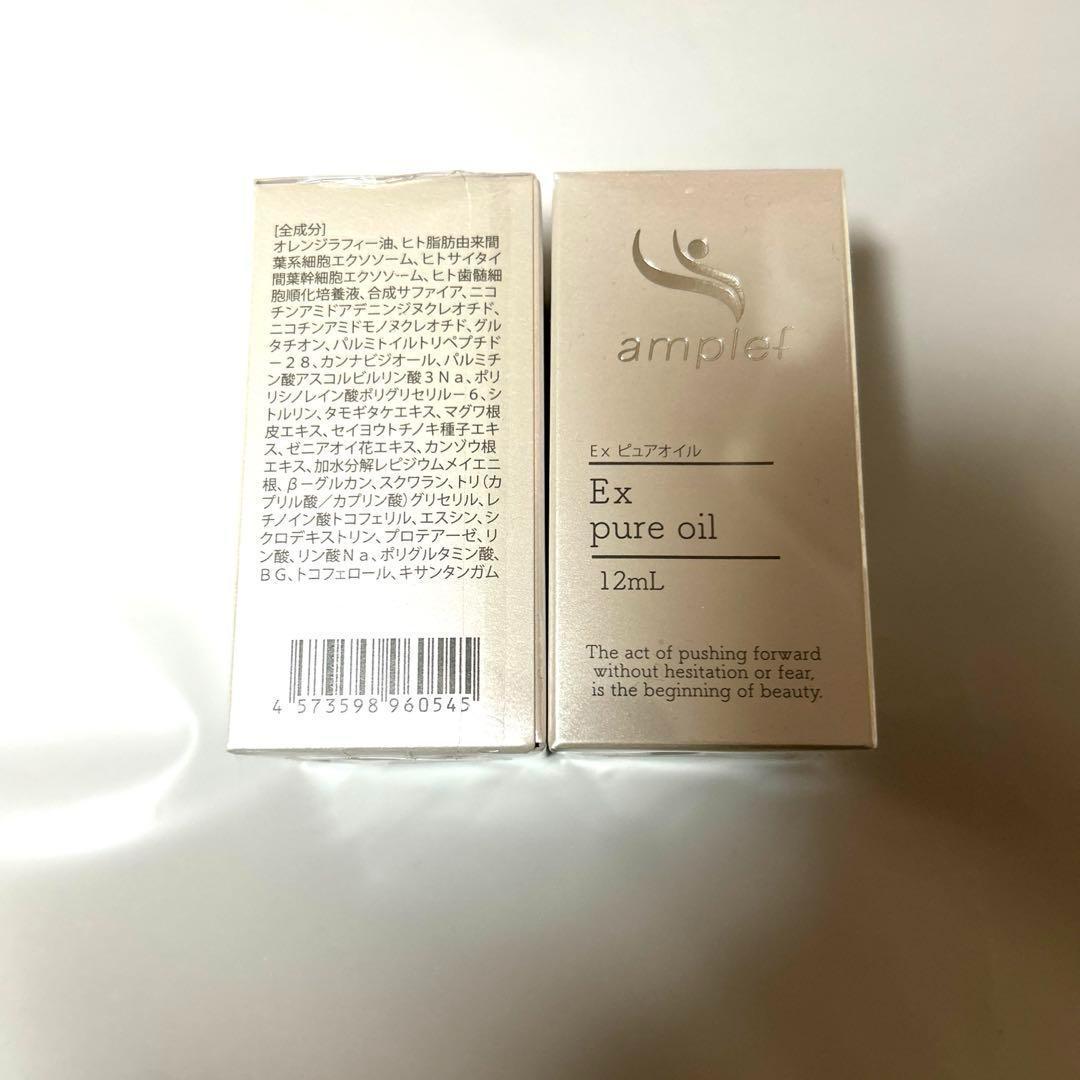 [全成分]
オレンジラフィー油、ヒト脂肪由来間
葉系細胞エクソソーム、ヒトサイタイ
間葉幹細胞エクソソーム、ヒト歯髄細
胞順化培養液、合成サファイア、ニコ
チンアミドアデニンジヌクレオチド、
ニコチンアミドモノヌクレオチド、グル
タチオン、パルミトイルトリペプチド
－２８、カンナビジオール、パルミチン
酸アスコルビルリン酸３Ｎａ、ポリ
リシノレイン酸ポリグリセリル－６、シ
トルリン、タモギタケエキス、マグワ根
皮エキス、セイヨウトチノキ種子エキ
ス、ゼニアオイ花エキス、カンゾウ根
エキス、加水分解レピジウムメイエニ
根、β－グルカン、スクワラン、トリ（カ
プリル酸／カプリン酸）グリセリル、レ
チノイン酸トコフェリル、エスシン、シ
クロデキストリン、プロテアーゼ、リン
酸、リン酸Ｎａ、ポリグルタミン酸、
ＢＧ、トコフェロール、キサンタンガム
4 573598 960545
amplef
Ｅｘ ピュアオイル
Ex
pure oil
12mL
The act of pushing forward
without hesitation or fear,
is the beginning of beauty.